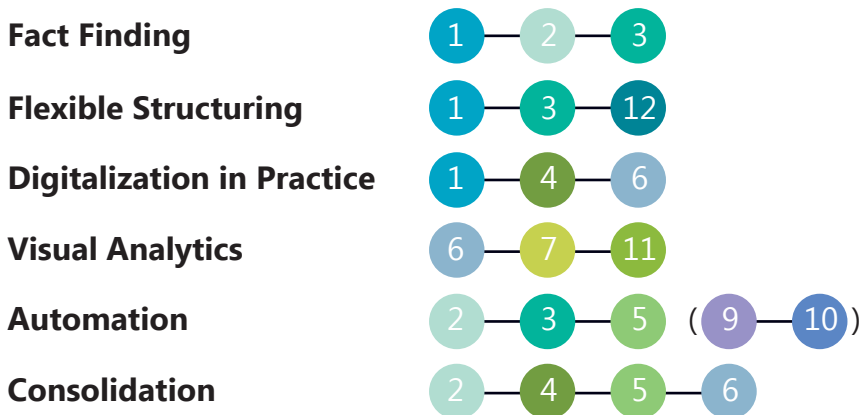 Fact Finding 1 2 3
Flexible Structuring 1 3 12
Digitalization in Practice 1 4 6
Visual Analytics 6 7 11
Automation 2 3 5 ( 9 10 )
Consolidation 2 4 5 6